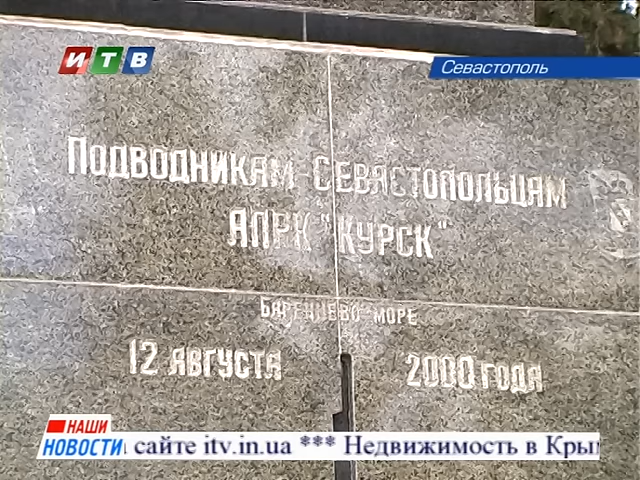 ИТВ
Севастополь
Подводникам-Севастопольцам
АПРК "Курск"
Баренцево море
12 августа
2000 года
НАШИ
НОВОСТИ
сайте itv.in.ua *** Недвижимость в Крым